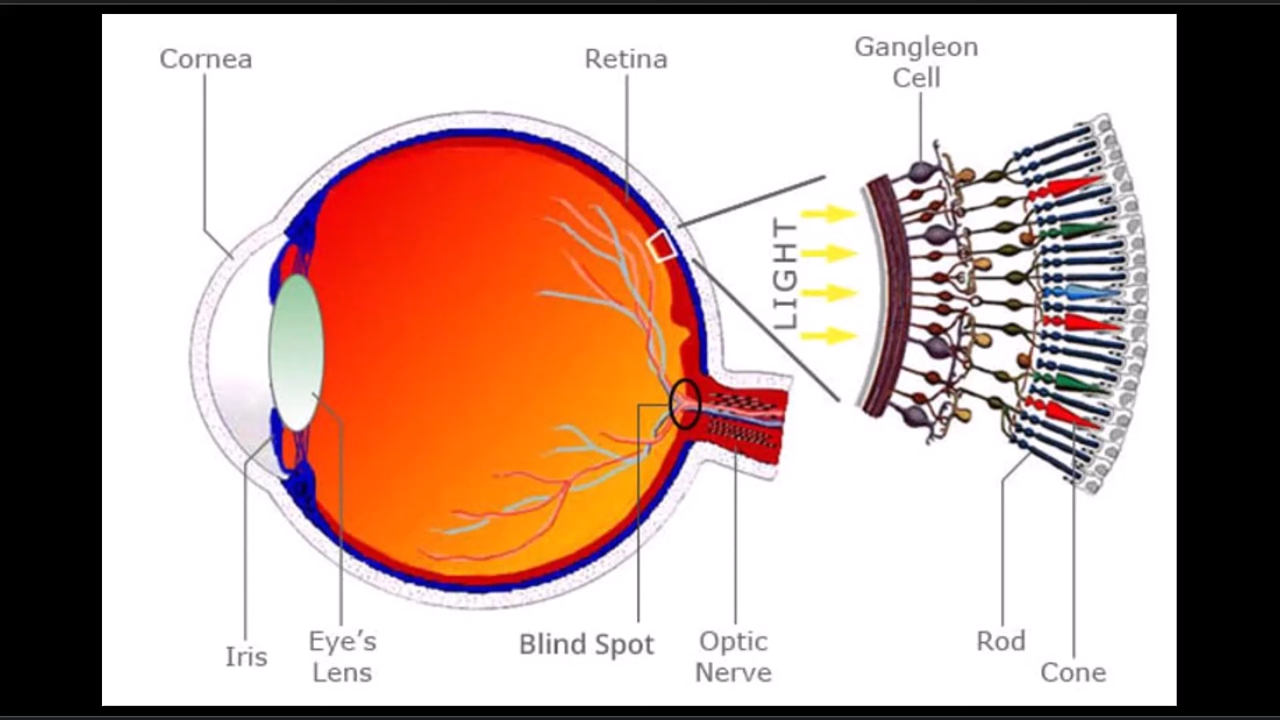 Cornea
Retina
Gangleon
Cell
LIGHT
Iris
Eye's
Lens
Blind Spot
Optic
Nerve
Rod
Cone